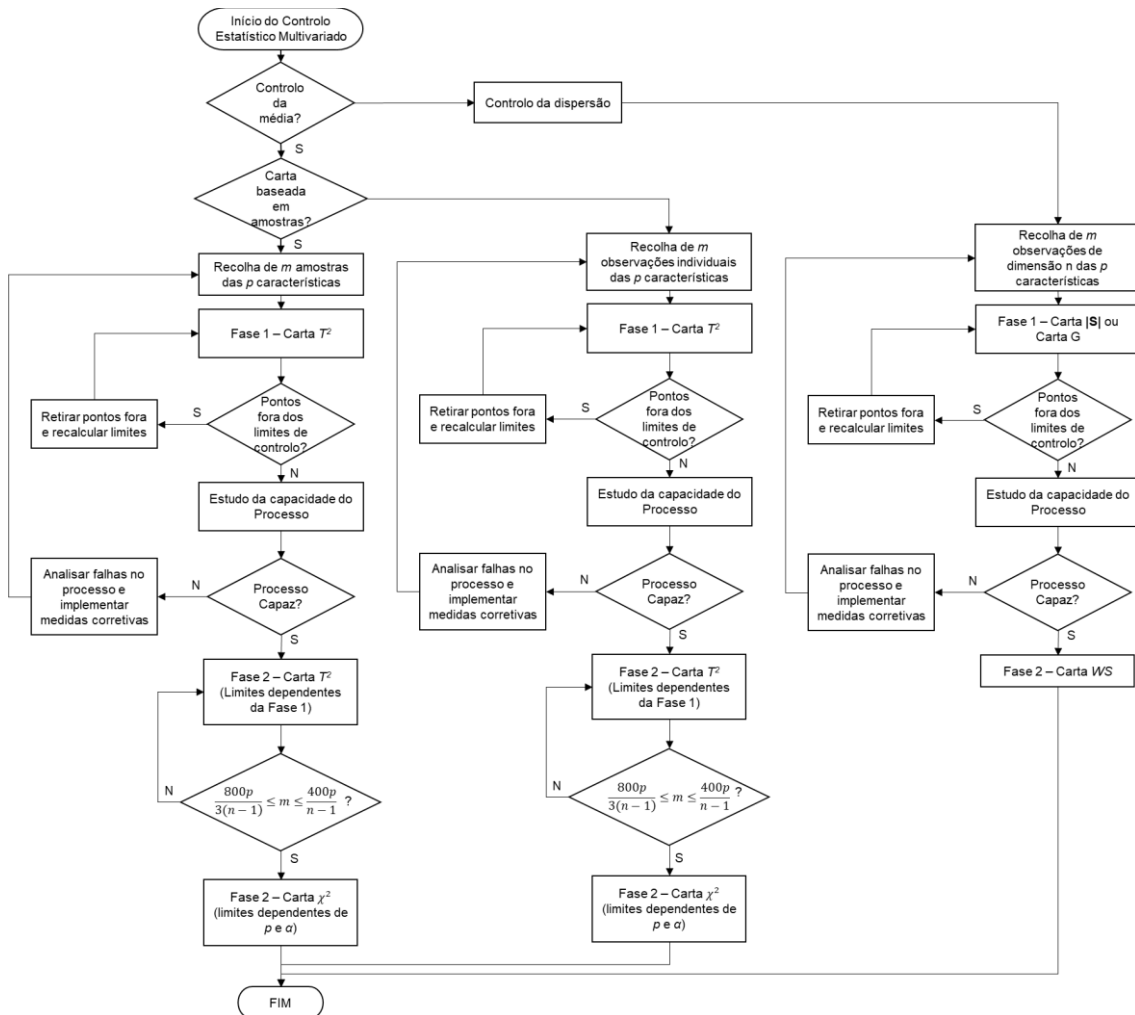 Início do Controlo
Estatístico Multivariado
Controlo
da
média?
Controlo da dispersão
S
Carta
baseada
em
amostras?
S
Recolha de m amostras
das p características
Fase 1 – Carta T²
Pontos
fora dos
limites de
controlo?
S
Retirar pontos fora
e recalcular limites
N
Estudo da capacidade do
Processo
Processo
Capaz?
N
Analisar falhas no
processo e
implementar
medidas corretivas
S
Fase 2 – Carta T²
(Limites dependentes
da Fase 1)
N
800p/3(n − 1) ≤ m ≤ 400p/n − 1 ?
S
Fase 2 – Carta χ²
(limites dependentes de
p e α)
Recolha de m
observações individuais
das p características
Fase 1 – Carta T²
Pontos
fora dos
limites de
controlo?
S
Retirar pontos fora
e recalcular limites
N
Estudo da capacidade do
Processo
Processo
Capaz?
N
Analisar falhas no
processo e
implementar
medidas corretivas
S
Fase 2 – Carta T²
(Limites dependentes
da Fase 1)
N
800p/3(n − 1) ≤ m ≤ 400p/n − 1 ?
S
Fase 2 – Carta χ²
(limites dependentes de
p e α)
Recolha de m
observações de
dimensão n das p
características
Fase 1 – Carta |S| ou
Carta G
Pontos
fora dos
limites de
controlo?
S
Retirar pontos fora
e recalcular limites
N
Estudo da capacidade do
Processo
Processo
Capaz?
N
Analisar falhas no
processo e
implementar
medidas corretivas
S
Fase 2 – Carta WS
FIM